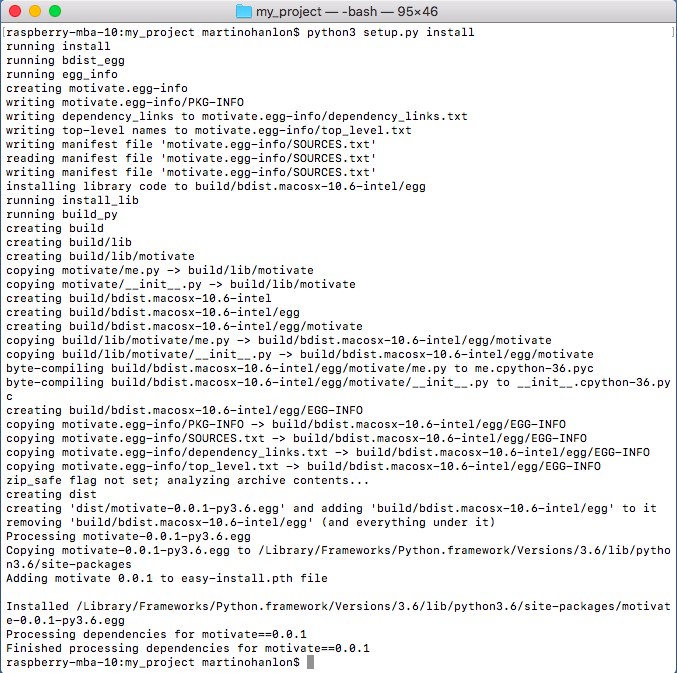 my_project — -bash — 95×46
[raspberry-mba-10:my_project martinohanlon$ python3 setup.py install ]
running install
running bdist_egg
running egg_info
creating motivate.egg-info
writing motivate.egg-info/PKG-INFO
writing dependency_links to motivate.egg-info/dependency_links.txt
writing top-level names to motivate.egg-info/top_level.txt
writing manifest file 'motivate.egg-info/SOURCES.txt'
reading manifest file 'motivate.egg-info/SOURCES.txt'
writing manifest file 'motivate.egg-info/SOURCES.txt'
installing library code to build/bdist.macosx-10.6-intel/egg
running install_lib
running build_py
creating build
creating build/lib
creating build/lib/motivate
copying motivate/me.py -> build/lib/motivate
copying motivate/__init__.py -> build/lib/motivate
creating build/bdist.macosx-10.6-intel
creating build/bdist.macosx-10.6-intel/egg
creating build/bdist.macosx-10.6-intel/egg/motivate
copying build/lib/motivate/me.py -> build/bdist.macosx-10.6-intel/egg/motivate
copying build/lib/motivate/__init__.py -> build/bdist.macosx-10.6-intel/egg/motivate
byte-compiling build/bdist.macosx-10.6-intel/egg/motivate/me.py to me.cpython-36.pyc
byte-compiling build/bdist.macosx-10.6-intel/egg/motivate/__init__.py to __init__.cpython-36.py
c
creating build/bdist.macosx-10.6-intel/egg/EGG-INFO
copying motivate.egg-info/PKG-INFO -> build/bdist.macosx-10.6-intel/egg/EGG-INFO
copying motivate.egg-info/SOURCES.txt -> build/bdist.macosx-10.6-intel/egg/EGG-INFO
copying motivate.egg-info/dependency_links.txt -> build/bdist.macosx-10.6-intel/egg/EGG-INFO
copying motivate.egg-info/top_level.txt -> build/bdist.macosx-10.6-intel/egg/EGG-INFO
zip_safe flag not set; analyzing archive contents...
creating dist
creating 'dist/motivate-0.0.1-py3.6.egg' and adding 'build/bdist.macosx-10.6-intel/egg' to it
removing 'build/bdist.macosx-10.6-intel/egg' (and everything under it)
Processing motivate-0.0.1-py3.6.egg
Copying motivate-0.0.1-py3.6.egg to /Library/Frameworks/Python.framework/Versions/3.6/lib/pytho
n3.6/site-packages
Adding motivate 0.0.1 to easy-install.pth file
Installed /Library/Frameworks/Python.framework/Versions/3.6/lib/python3.6/site-packages/motivat
e-0.0.1-py3.6.egg
Processing dependencies for motivate==0.0.1
Finished processing dependencies for motivate==0.0.1
raspberry-mba-10:my_project martinohanlon$